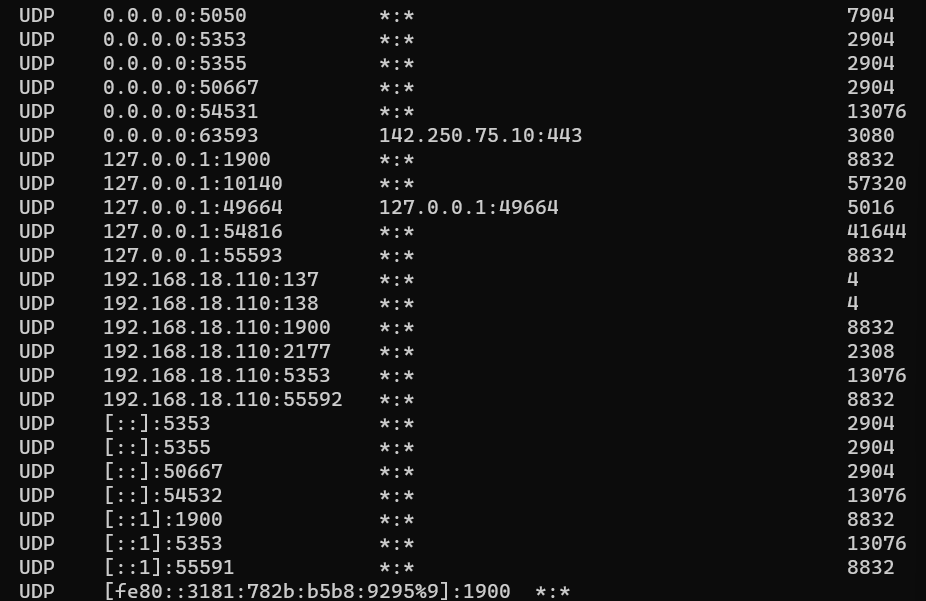 UDP    0.0.0.0:5050           *:*                                    7904
UDP    0.0.0.0:5353           *:*                                    2904
UDP    0.0.0.0:5355           *:*                                    2904
UDP    0.0.0.0:50667          *:*                                    2904
UDP    0.0.0.0:54531          *:*                                    13076
UDP    0.0.0.0:63593          142.250.75.10:443                      3080
UDP    127.0.0.1:1900         *:*                                    8832
UDP    127.0.0.1:10140        *:*                                    57320
UDP    127.0.0.1:49664        127.0.0.1:49664                        5016
UDP    127.0.0.1:54816        *:*                                    41644
UDP    127.0.0.1:55593        *:*                                    8832
UDP    192.168.18.110:137     *:*                                    4
UDP    192.168.18.110:138     *:*                                    4
UDP    192.168.18.110:1900    *:*                                    8832
UDP    192.168.18.110:2177    *:*                                    2308
UDP    192.168.18.110:5353    *:*                                    13076
UDP    192.168.18.110:55592   *:*                                    8832
UDP    [::]:5353              *:*                                    2904
UDP    [::]:5355              *:*                                    2904
UDP    [::]:50667             *:*                                    2904
UDP    [::]:54532             *:*                                    13076
UDP    [::1]:1900             *:*                                    8832
UDP    [::1]:5353             *:*                                    13076
UDP    [::1]:55591            *:*                                    8832
UDP    [fe80::3181:782b:b5b8:9295%9]:1900  *:*